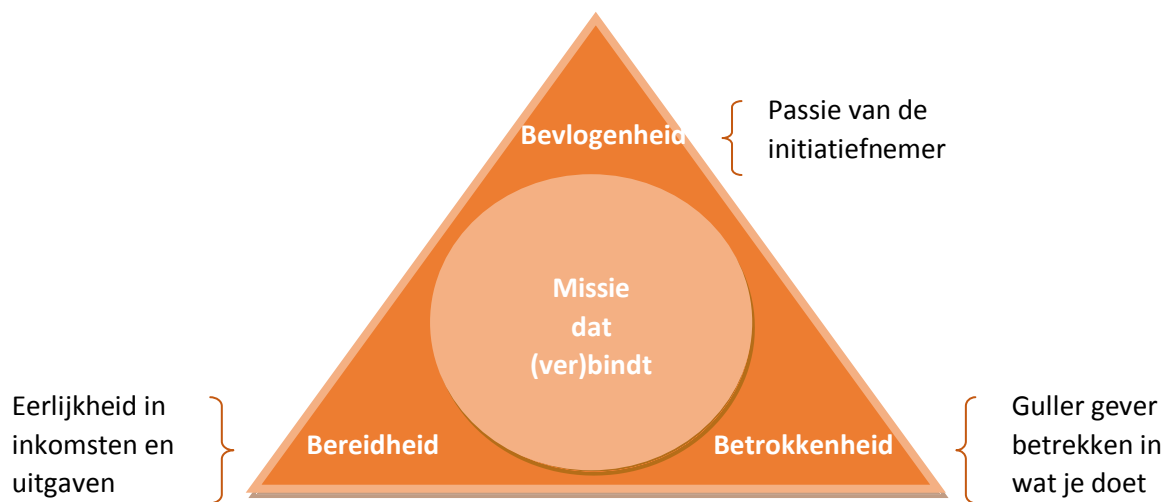 Bevlogenheid
Passie van de
initiatiefnemer
Missie
dat
(ver)bindt
Eerlijkheid in
inkomsten en
uitgaven
Bereidheid
Betrokkenheid
Guller gever
betrekken in
wat je doet